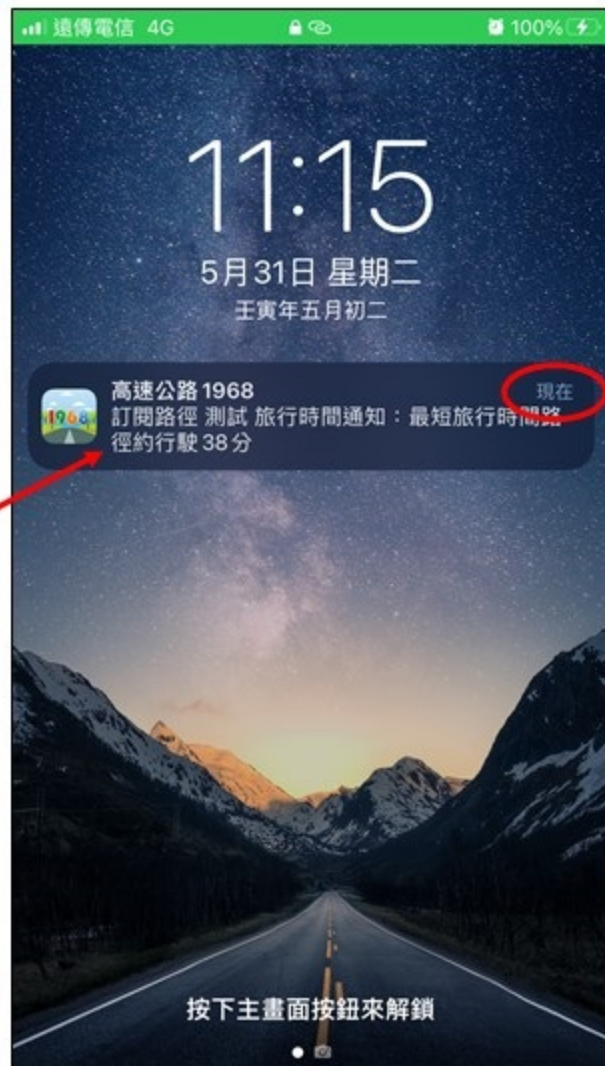 遠傳電信 4G 100%
11:15
5月31日 星期二
壬寅年五月初二
高速公路 1968 現在
1968
訂閱路徑 測試 旅行時間通知：最短旅行時間路
徑約行駛 38 分
按下主畫面按鈕來解鎖